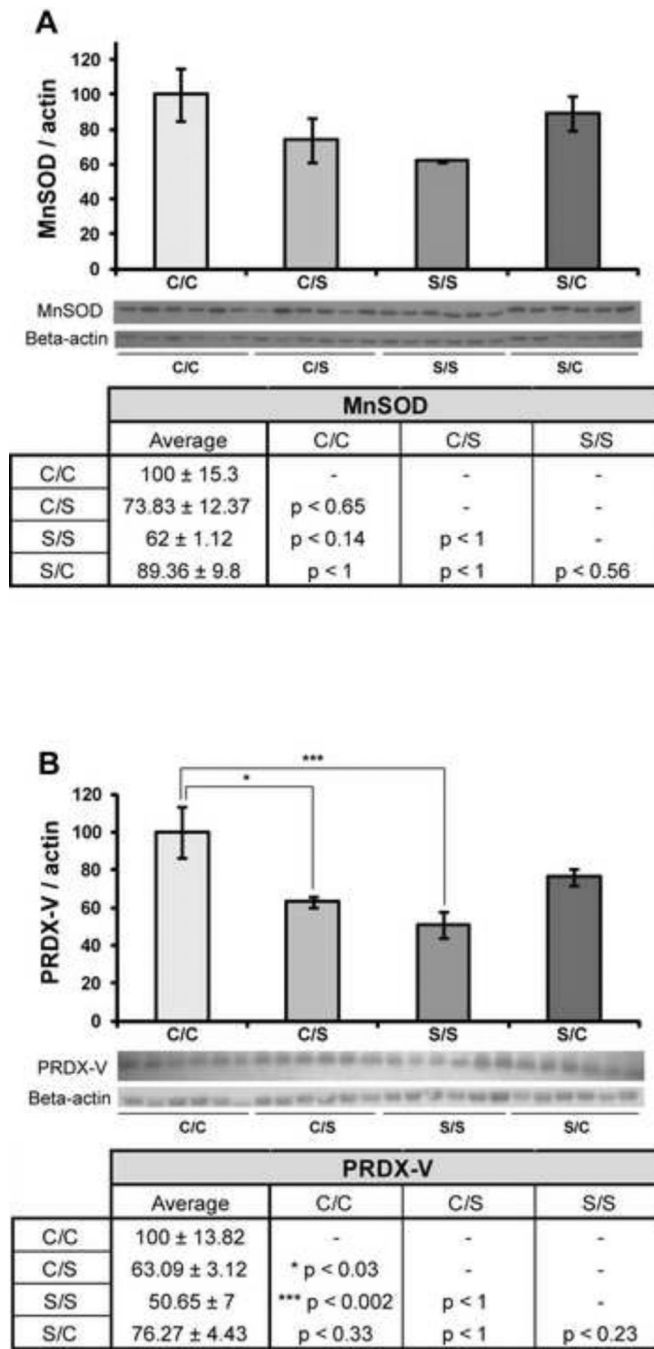 A
MnSOD / actin
120
100
80
60
40
20
0
C/C C/S S/S S/C
MnSOD
Beta-actin
C/C C/S S/S S/C
MnSOD
Average C/C C/S S/S
C/C 100 ± 15.3 - - -
C/S 73.83 ± 12.37 p < 0.65 - -
S/S 62 ± 1.12 p < 0.14 p < 1 -
S/C 89.36 ± 9.8 p < 1 p < 1 p < 0.56
B
***
*
PRDX-V / actin
120
100
80
60
40
20
0
C/C C/S S/S S/C
PRDX-V
Beta-actin
C/C C/S S/S S/C
PRDX-V
Average C/C C/S S/S
C/C 100 ± 13.82 - - -
C/S 63.09 ± 3.12 * p < 0.03 - -
S/S 50.65 ± 7 *** p < 0.002 p < 1 -
S/C 76.27 ± 4.43 p < 0.33 p < 1 p < 0.23